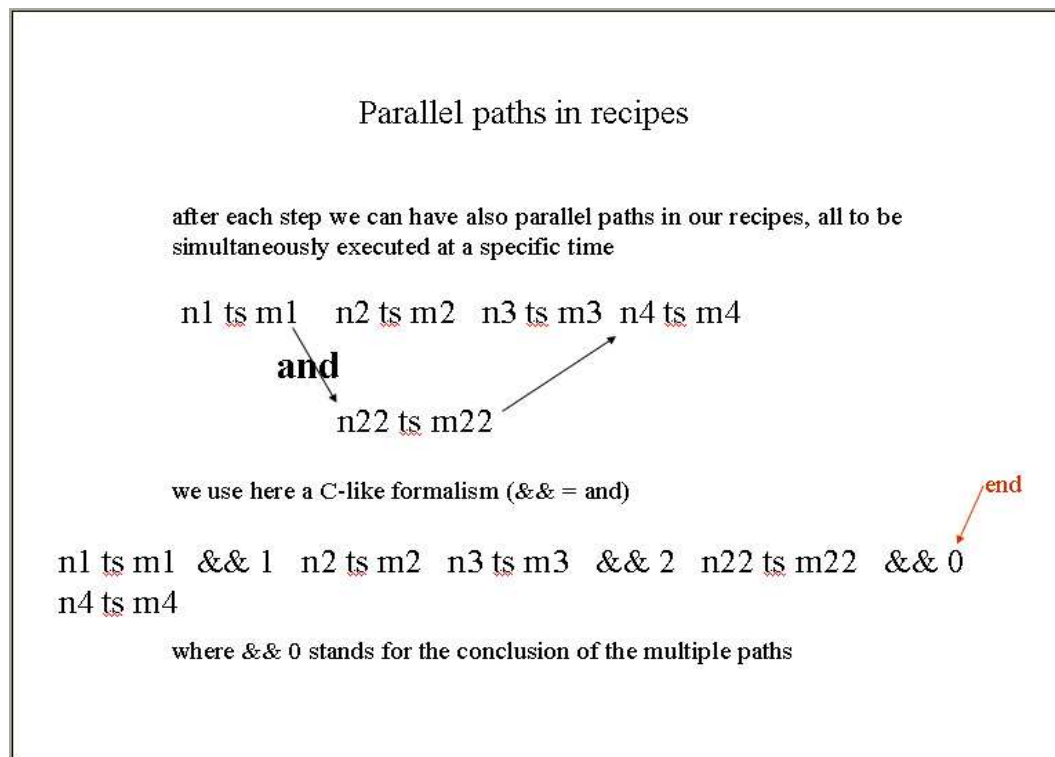 Parallel paths in recipes
after each step we can have also parallel paths in our recipes, all to be
simultaneously executed at a specific time
n1 ts m1 n2 ts m2 n3 ts m3 n4 ts m4
and
n22 ts m22
we use here a C-like formalism (&& = and)
end
n1 ts m1 && 1 n2 ts m2 n3 ts m3 && 2 n22 ts m22 && 0
n4 ts m4
where && 0 stands for the conclusion of the multiple paths